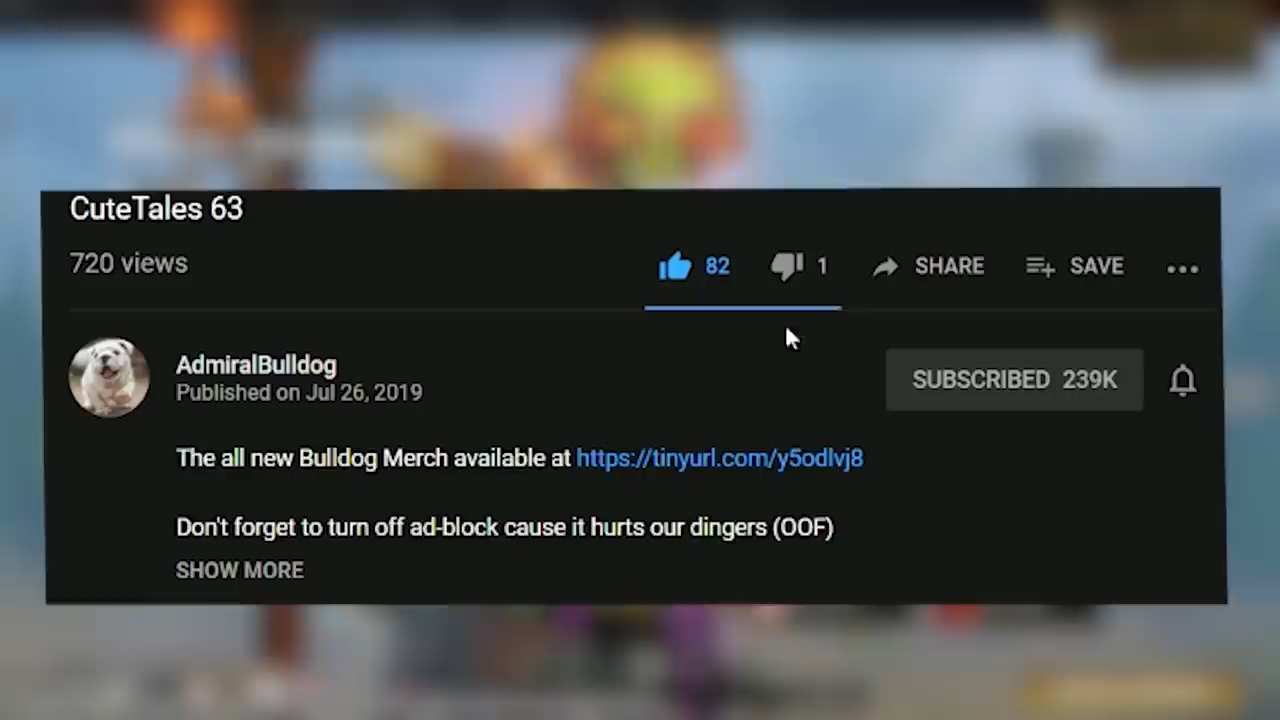 CuteTales 63
720 views
82 1 SHARE SAVE
AdmiralBulldog
Published on Jul 26, 2019
SUBSCRIBED 239K
The all new Bulldog Merch available at https://tinyurl.com/y5odlvj8
Don't forget to turn off ad-block cause it hurts our dingers (OOF)
SHOW MORE